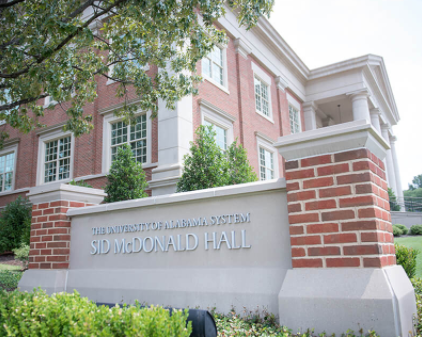 THE UNIVERSITY OF ALABAMA SYSTEM
SID MCDONALD HALL